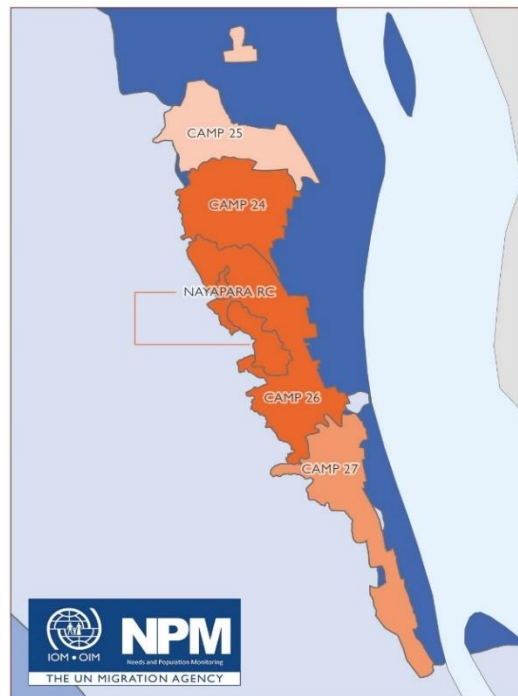 CAMP 25
CAMP 24
NAYAPARA RC
CAMP 26
CAMP 27
IOM • OIM
NPM
Needs and Population Monitoring
THE UN MIGRATION AGENCY